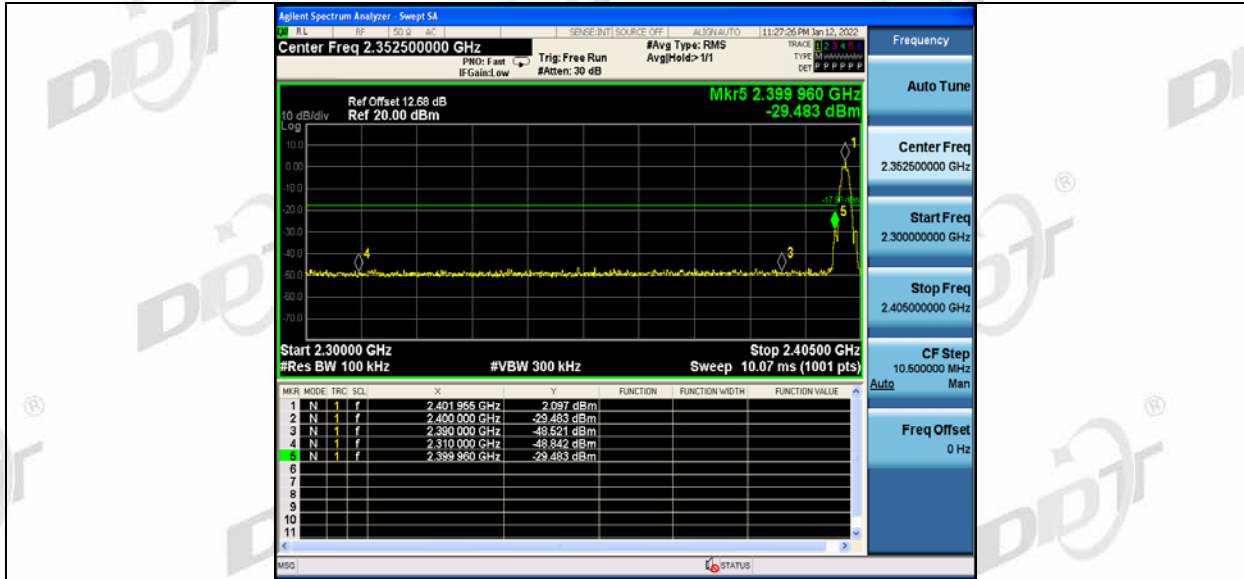 Agilent Spectrum Analyzer - Swept SA
RL RF 50 Ω AC SENSE:INT SOURCE OFF ALIGN AUTO 11:27:26 PM Jan 12, 2022
Center Freq 2.352500000 GHz
PNO: Fast
IFGain:Low
Trig: Free Run
#Atten: 30 dB
#Avg Type: RMS
Avg|Hold:> 1/1
TRACE 1 2 3 4 5 6
TYPE M
DET P P P P P P
Ref Offset 12.68 dB
10 dB/div Ref 20.00 dBm
Log
Mkr5 2.399 960 GHz
-29.483 dBm
10.0
0.00
-10.0
-20.0
-30.0
-40.0
-50.0
-60.0
-70.0
1
5
4
3
Start 2.30000 GHz Stop 2.40500 GHz
#Res BW 100 kHz #VBW 300 kHz Sweep 10.07 ms (1001 pts)
MKR MODE TRC SCL X Y FUNCTION FUNCTION WIDTH FUNCTION VALUE
1 N 1 f 2.401 955 GHz 2.097 dBm
2 N 1 f 2.400 000 GHz -29.483 dBm
3 N 1 f 2.390 000 GHz -48.521 dBm
4 N 1 f 2.310 000 GHz -48.842 dBm
5 N 1 f 2.399 960 GHz -29.483 dBm
6
7
8
9
10
11
MSG STATUS
Frequency
Auto Tune
Center Freq
2.352500000 GHz
Start Freq
2.300000000 GHz
Stop Freq
2.405000000 GHz
CF Step
10.500000 MHz
Auto Man
Freq Offset
0 Hz